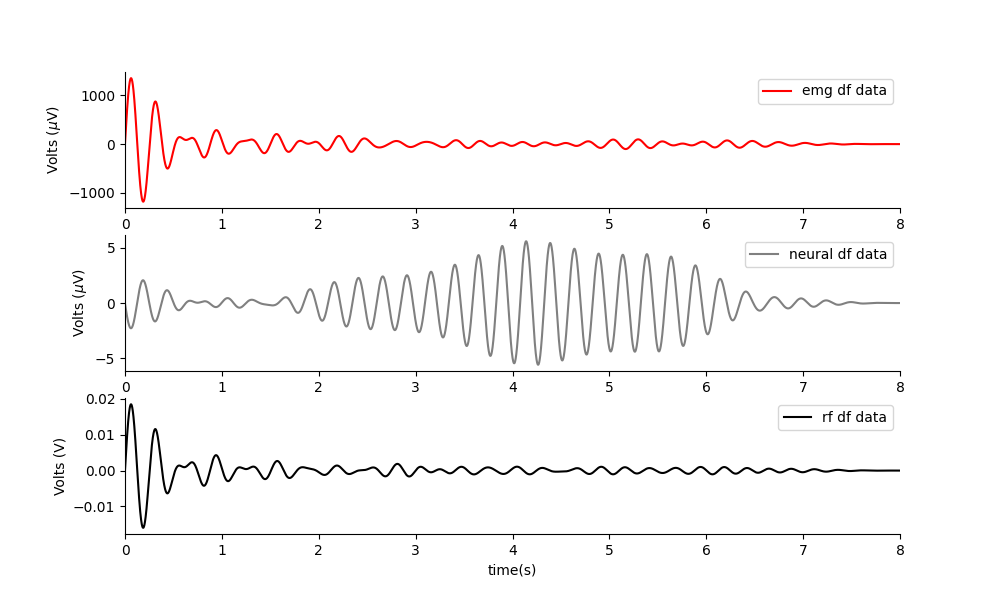 emg df data
Volts (μV)
1000
0
−1000
0 1 2 3 4 5 6 7 8
neural df data
Volts (μV)
5
0
−5
0 1 2 3 4 5 6 7 8
rf df data
Volts (V)
0.02
0.01
0.00
−0.01
0 1 2 3 4 5 6 7 8
time(s)